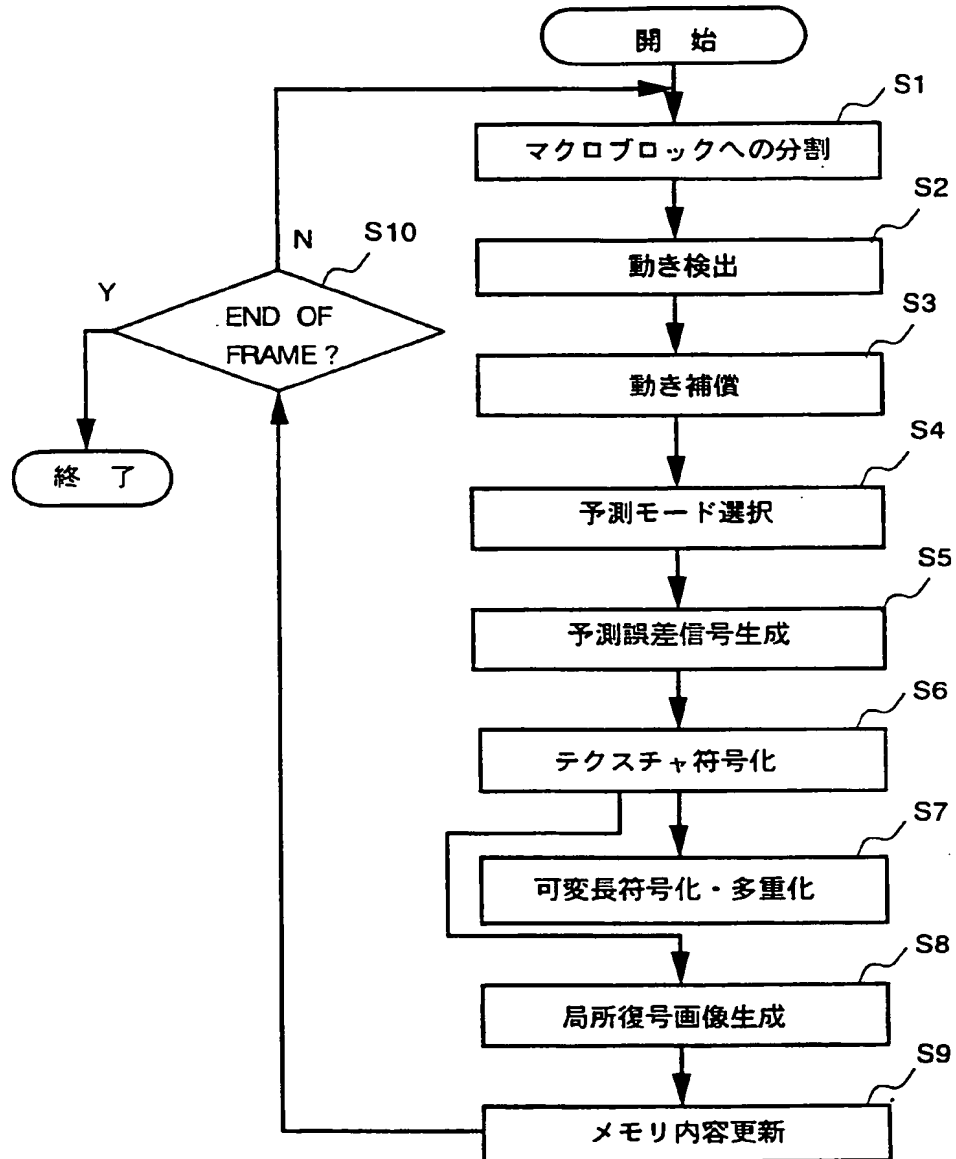 開 始
S1
マクロブロックへの分割
S2
動き検出
S3
動き補償
S4
予測モード選択
S5
予測誤差信号生成
S6
テクスチャ符号化
S7
可変長符号化・多重化
S8
局所復号画像生成
S9
メモリ内容更新
S10
END OF
FRAME?
N
Y
終 了